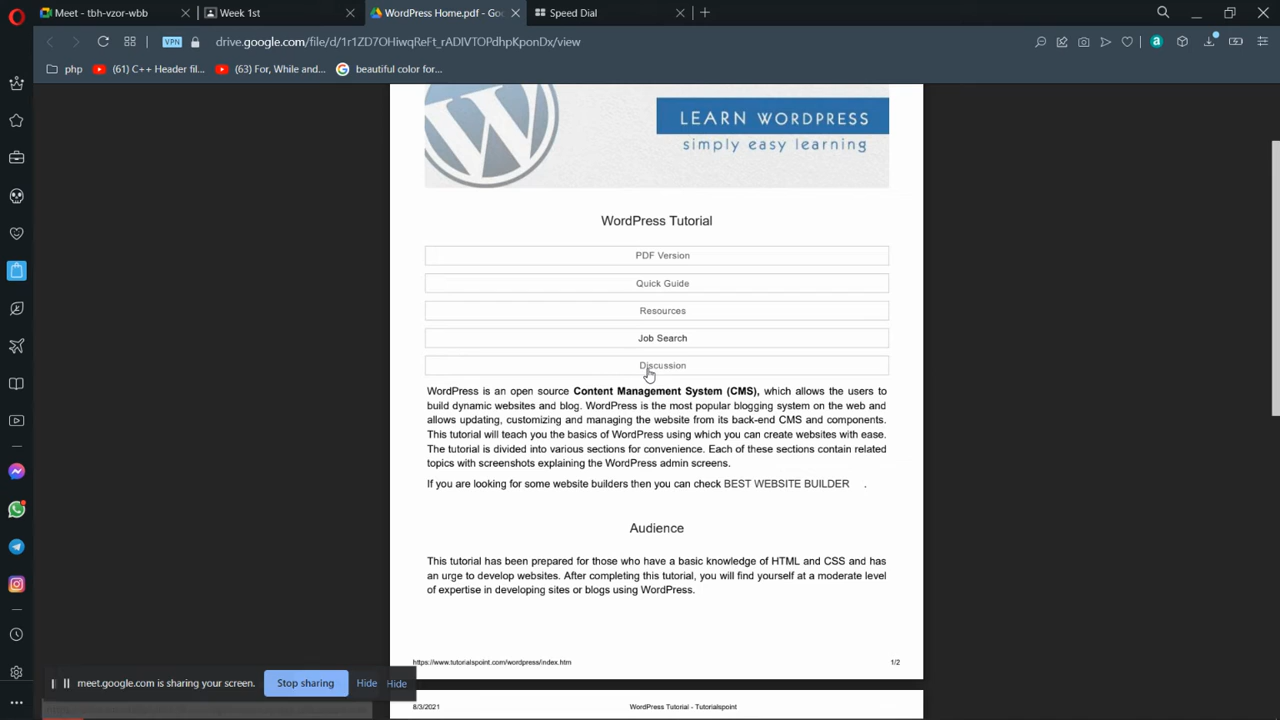 Meet - tbh-vzor-wbb
Week 1st
WordPress Home.pdf - Goo
Speed Dial
VPN
drive.google.com/file/d/1r1ZD7OHiwqReFt_rADIVTOPdhpKponDx/view
php
(61) C++ Header fil...
(63) For, While and...
beautiful color for...
LEARN WORDPRESS
simply easy learning
WordPress Tutorial
PDF Version
Quick Guide
Resources
Job Search
Discussion
WordPress is an open source Content Management System (CMS), which allows the users to
build dynamic websites and blog. WordPress is the most popular blogging system on the web and
allows updating, customizing and managing the website from its back-end CMS and components.
This tutorial will teach you the basics of WordPress using which you can create websites with ease.
The tutorial is divided into various sections for convenience. Each of these sections contain related
topics with screenshots explaining the WordPress admin screens.
If you are looking for some website builders then you can check BEST WEBSITE BUILDER .
Audience
This tutorial has been prepared for those who have a basic knowledge of HTML and CSS and has
an urge to develop websites. After completing this tutorial, you will find yourself at a moderate level
of expertise in developing sites or blogs using WordPress.
https://www.tutorialspoint.com/wordpress/index.htm
1/2
meet.google.com is sharing your screen.
Stop sharing
Hide
Hide
8/3/2021
WordPress Tutorial - Tutorialspoint